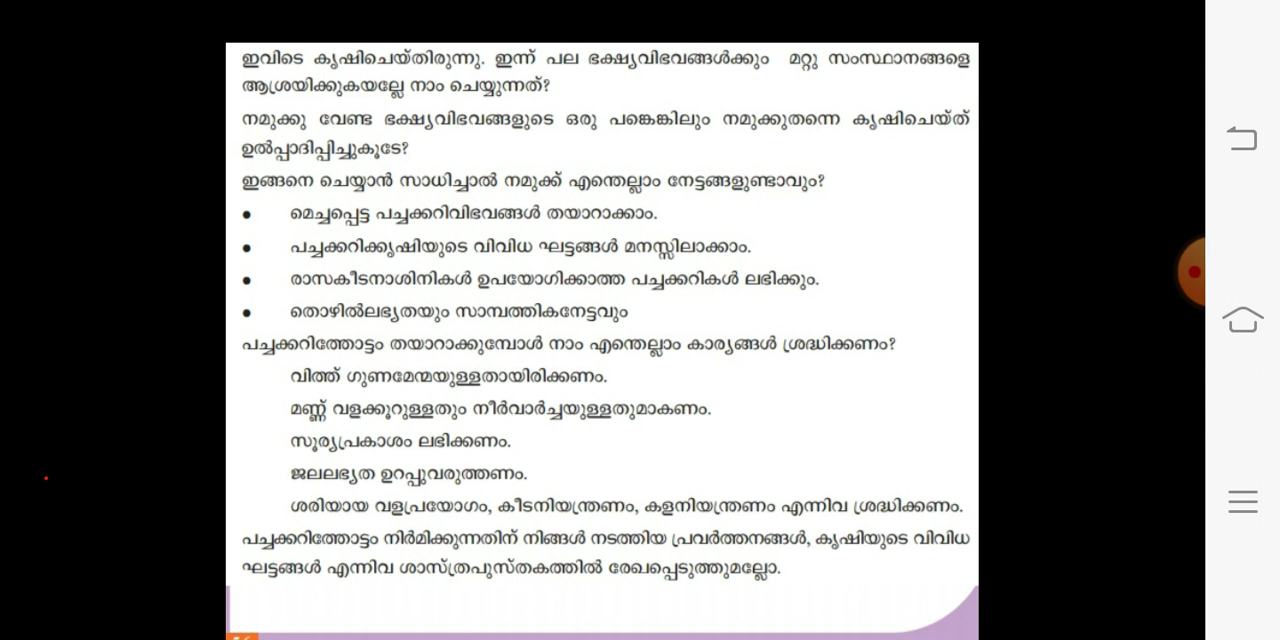 ഇവിടെ കൃഷിചെയ്തിരുന്നു. ഇന്ന് പല ഭക്ഷ്യവിഭവങ്ങൾക്കും മറ്റു സംസ്ഥാനങ്ങളെ
ആശ്രയിക്കുകയല്ലേ നാം ചെയ്യുന്നത്?
നമുക്കു വേണ്ട ഭക്ഷ്യവിഭവങ്ങളുടെ ഒരു പങ്കെങ്കിലും നമുക്കുതന്നെ കൃഷിചെയ്ത്
ഉൽപ്പാദിപ്പിച്ചുകൂടേ?
ഇങ്ങനെ ചെയ്യാൻ സാധിച്ചാൽ നമുക്ക് എന്തെല്ലാം നേട്ടങ്ങളുണ്ടാവും?
• മെച്ചപ്പെട്ട പച്ചക്കറിവിഭവങ്ങൾ തയാറാക്കാം.
• പച്ചക്കറിക്കൃഷിയുടെ വിവിധ ഘട്ടങ്ങൾ മനസ്സിലാക്കാം.
• രാസകീടനാശിനികൾ ഉപയോഗിക്കാത്ത പച്ചക്കറികൾ ലഭിക്കും.
• തൊഴിൽലഭ്യതയും സാമ്പത്തികനേട്ടവും
പച്ചക്കറിത്തോട്ടം തയാറാക്കുമ്പോൾ നാം എന്തെല്ലാം കാര്യങ്ങൾ ശ്രദ്ധിക്കണം?
വിത്ത് ഗുണമേന്മയുള്ളതായിരിക്കണം.
മണ്ണ് വളക്കൂറുള്ളതും നീർവാർച്ചയുള്ളതുമാകണം.
സൂര്യപ്രകാശം ലഭിക്കണം.
ജലലഭ്യത ഉറപ്പുവരുത്തണം.
ശരിയായ വളപ്രയോഗം, കീടനിയന്ത്രണം, കളനിയന്ത്രണം എന്നിവ ശ്രദ്ധിക്കണം.
പച്ചക്കറിത്തോട്ടം നിർമിക്കുന്നതിന് നിങ്ങൾ നടത്തിയ പ്രവർത്തനങ്ങൾ, കൃഷിയുടെ വിവിധ
ഘട്ടങ്ങൾ എന്നിവ ശാസ്ത്രപുസ്തകത്തിൽ രേഖപ്പെടുത്തുമല്ലോ.